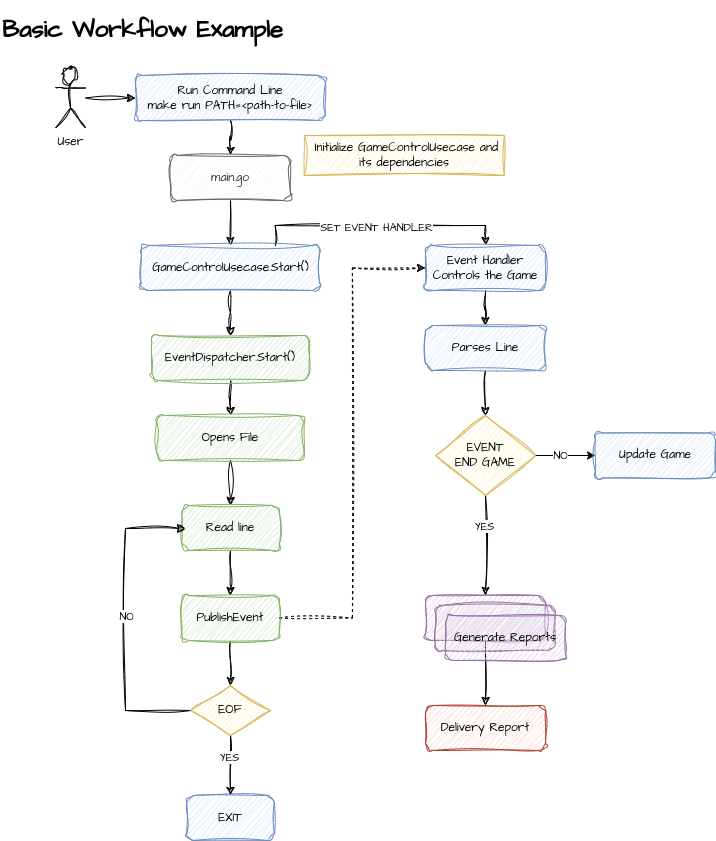 Basic Workflow Example
Run Command Line
make run PATH=<path-to-file>
User
Initialize GameControlUsecase and
its dependencies
main.go
SET EVENT HANDLER
GameControlUsecase.Start()
Event Handler
Controls the Game
EventDispatcher.Start()
Parses Line
Opens File
EVENT
END GAME
NO
Update Game
Read line
YES
NO
PublishEvent
Generate Reports
EOF
Delivery Report
YES
EXIT